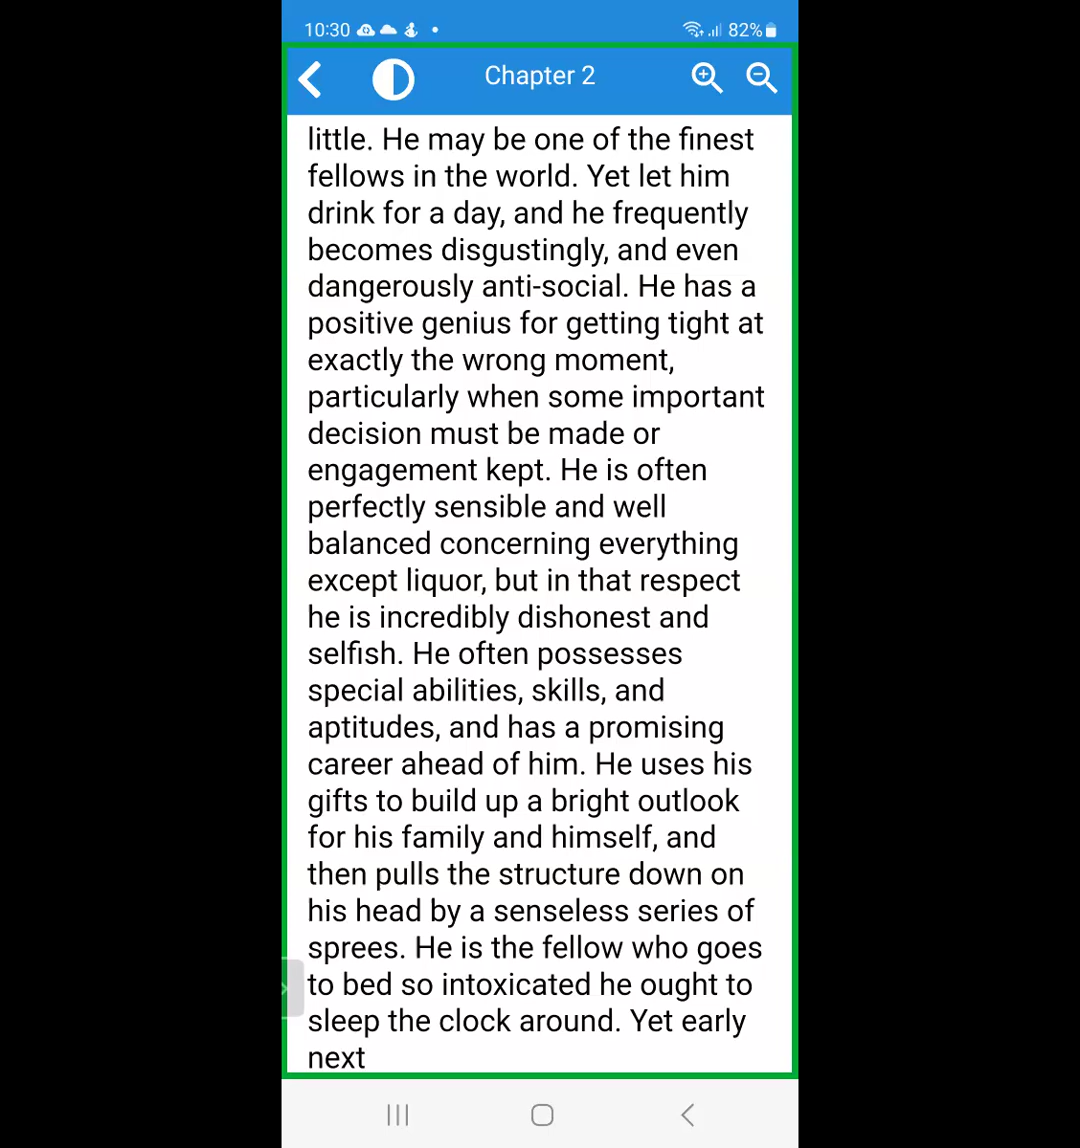 10:30
82%
Chapter 2
little. He may be one of the finest
fellows in the world. Yet let him
drink for a day, and he frequently
becomes disgustingly, and even
dangerously anti-social. He has a
positive genius for getting tight at
exactly the wrong moment,
particularly when some important
decision must be made or
engagement kept. He is often
perfectly sensible and well
balanced concerning everything
except liquor, but in that respect
he is incredibly dishonest and
selfish. He often possesses
special abilities, skills, and
aptitudes, and has a promising
career ahead of him. He uses his
gifts to build up a bright outlook
for his family and himself, and
then pulls the structure down on
his head by a senseless series of
sprees. He is the fellow who goes
to bed so intoxicated he ought to
sleep the clock around. Yet early
next